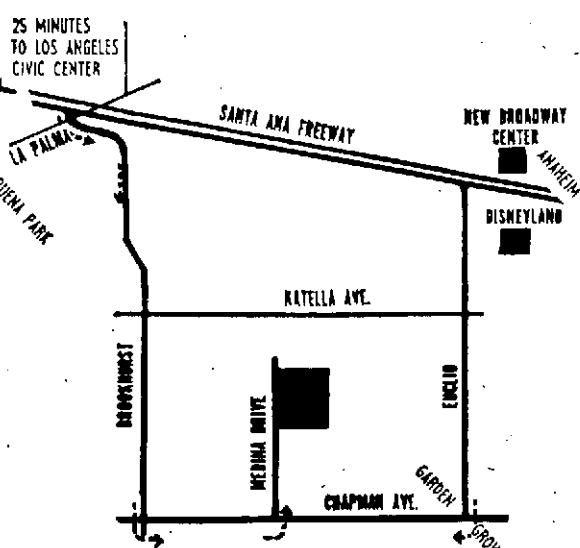 25 MINUTES
TO LOS ANGELES
CIVIC CENTER
SANTA ANA FREEWAY
NEW BROADWAY
CENTER
ANAHEIM
LA PALMA
BUENA PARK
DISNEYLAND
KATELLA AVE.
BROOKHURST
MEDINA DRIVE
EUCLID
GARDEN
CHAPMAN AVE.